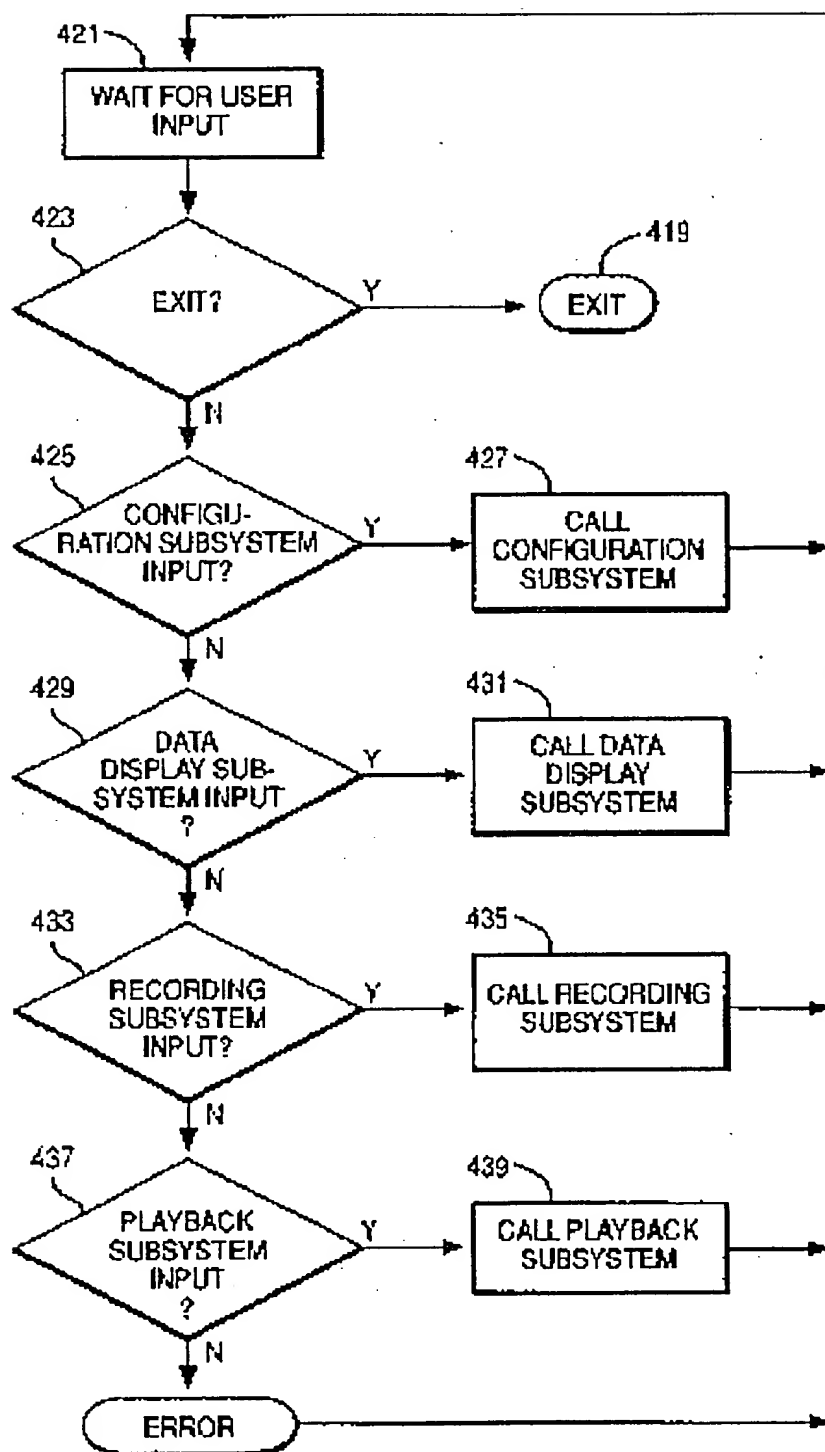 421
WAIT FOR USER
INPUT
423
EXIT?
Y
419
EXIT
N
425
CONFIGU-
RATION SUBSYSTEM
INPUT?
Y
427
CALL
CONFIGURATION
SUBSYSTEM
N
429
DATA
DISPLAY SUB-
SYSTEM INPUT
?
Y
431
CALL DATA
DISPLAY
SUBSYSTEM
N
433
RECORDING
SUBSYSTEM
INPUT?
Y
435
CALL RECORDING
SUBSYSTEM
N
437
PLAYBACK
SUBSYSTEM
INPUT
?
Y
439
CALL PLAYBACK
SUBSYSTEM
N
ERROR